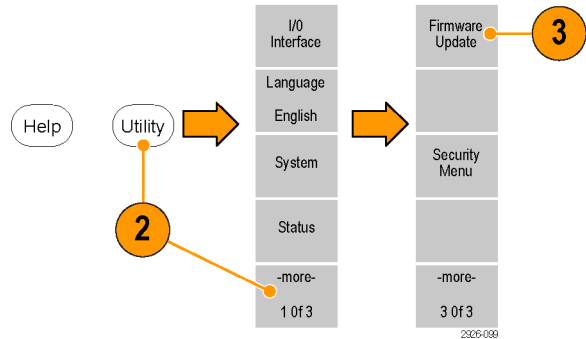 Help
Utility
2
I/0
Interface
Language
English
System
Status
-more-
1 0f 3
Firmware
Update
3
Security
Menu
-more-
3 0f 3
2926-099